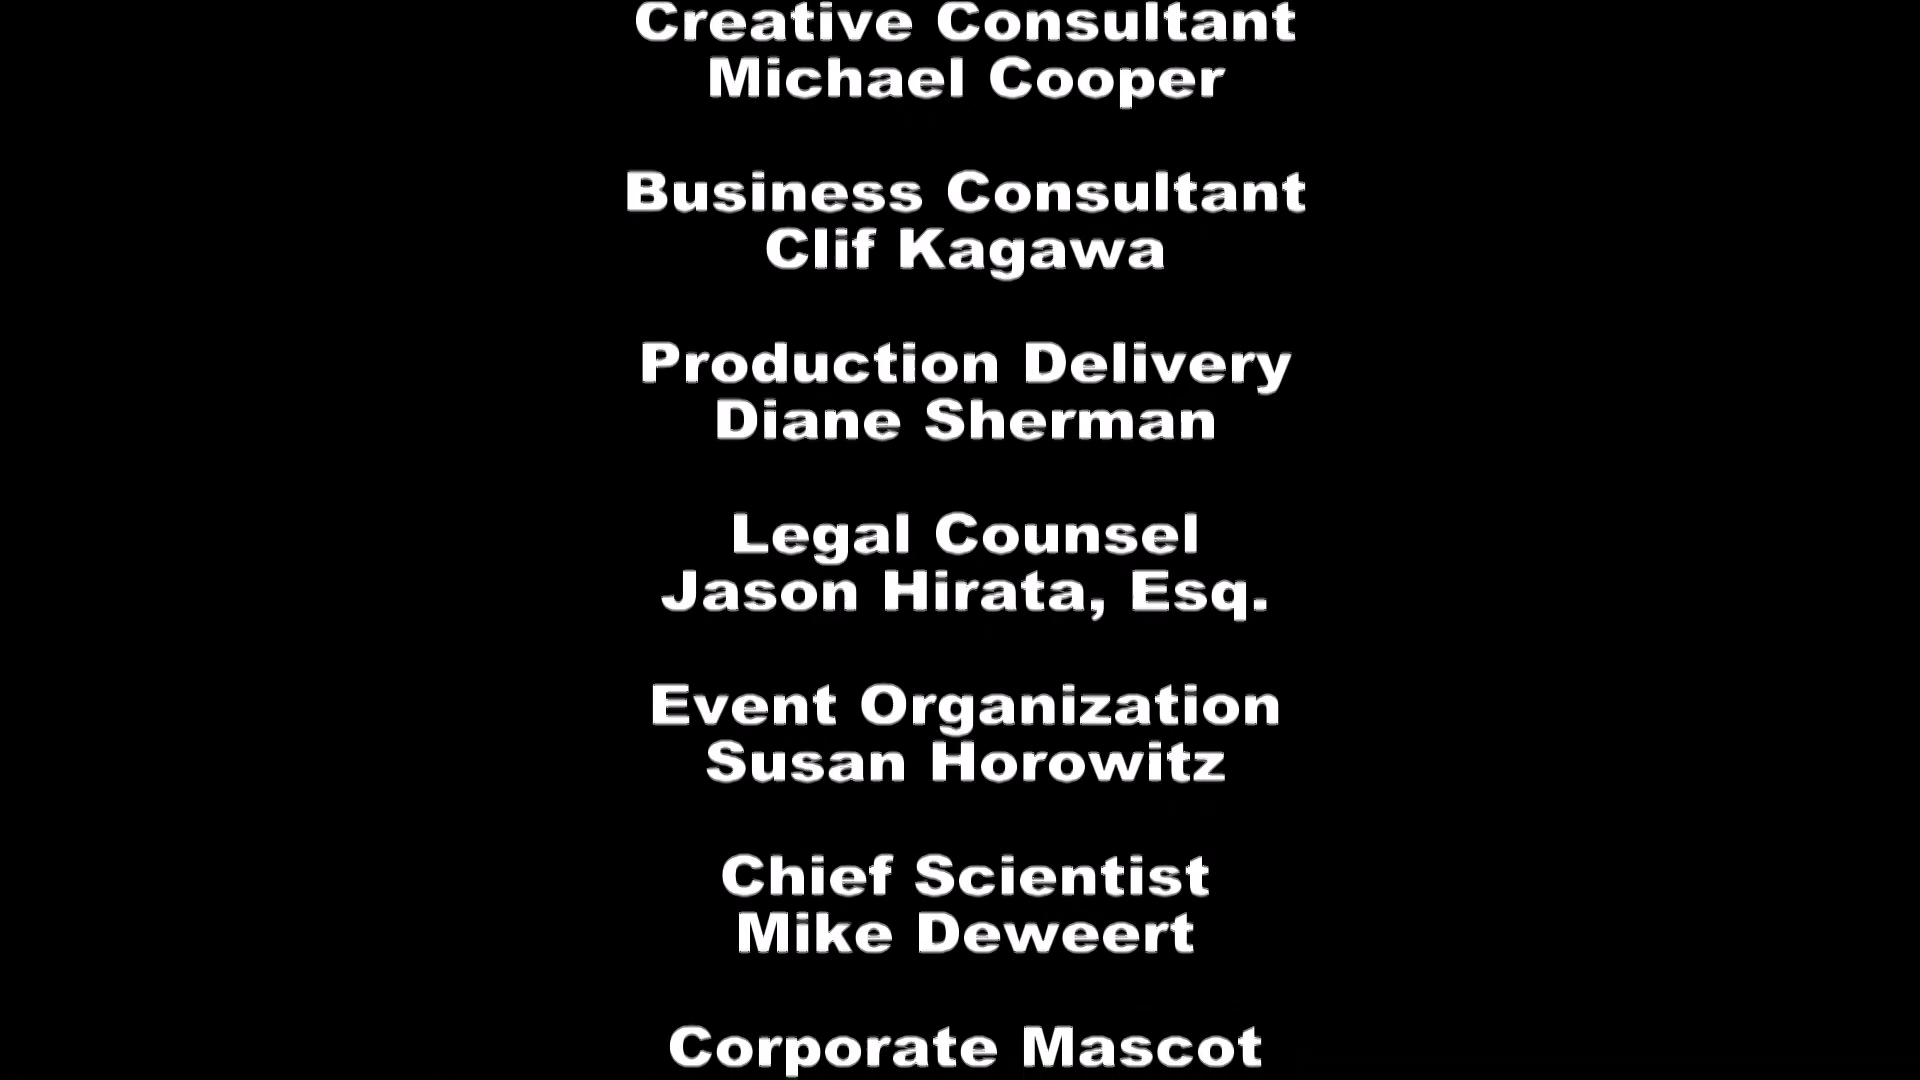 Creative Consultant
Michael Cooper
Business Consultant
Clif Kagawa
Production Delivery
Diane Sherman
Legal Counsel
Jason Hirata, Esq.
Event Organization
Susan Horowitz
Chief Scientist
Mike Deweert
Corporate Mascot